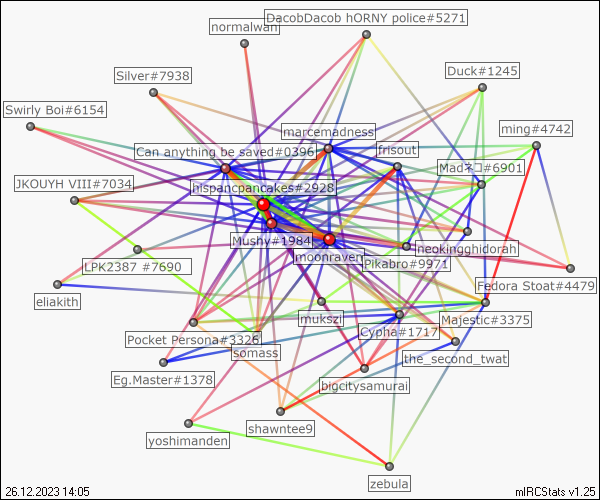 DacobDacob hORNY police#5271
normalwan
Silver#7938
Duck#1245
Swirly Boi#6154
ming#4742
marcemadness
Can anything be saved#0396
frisout
Madネコ#6901
JKOUYH VIII#7034
hispanicpancakes#2928
Mushy#1984
neokingghidorah
moonraven
Pikabro#9971
LPK2387 #7690
Fedora Stoat#4479
eliakith
mukszi
Majestic#3375
Pocket Persona#3326
Cypha#1717
somass
the_second_twat
Eg.Master#1378
bigcitysamurai
shawntee9
yoshimanden
zebula
26.12.2023 14:05
mIRCStats v1.25